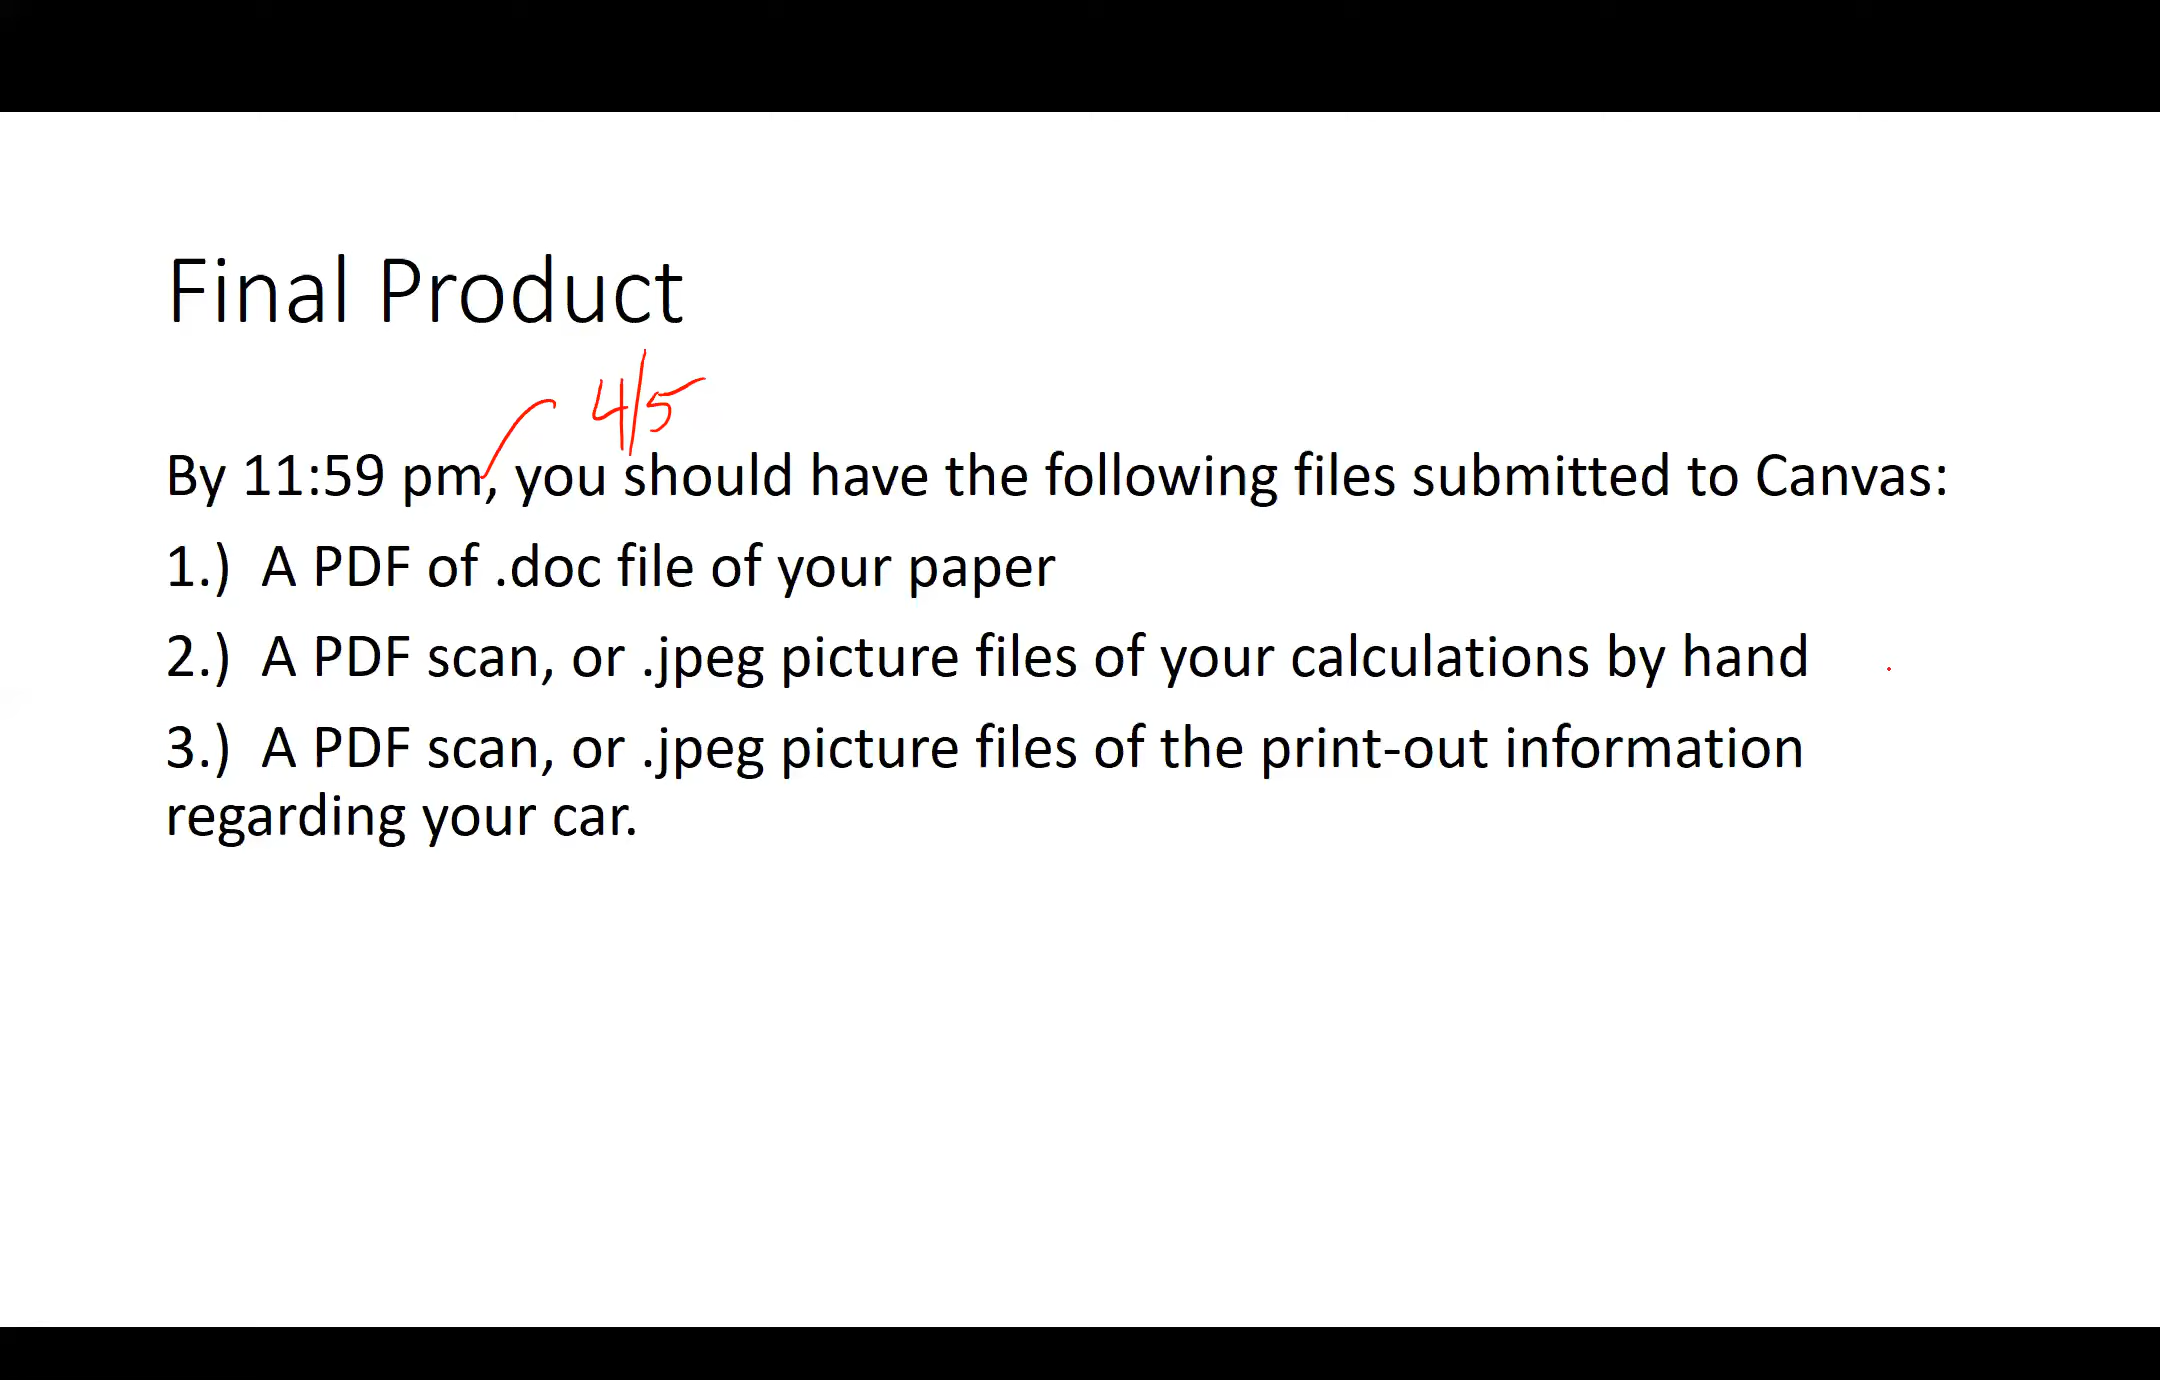 Final Product
4/5
By 11:59 pm, you should have the following files submitted to Canvas:
1.) A PDF of .doc file of your paper
2.) A PDF scan, or .jpeg picture files of your calculations by hand
3.) A PDF scan, or .jpeg picture files of the print-out information
regarding your car.